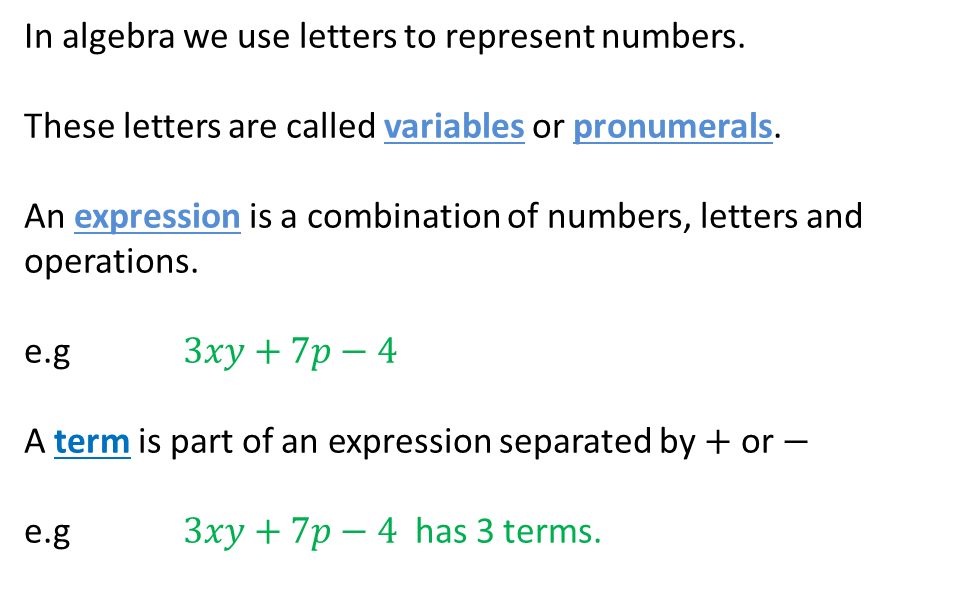 In algebra we use letters to represent numbers.
These letters are called variables or pronumerals.
An expression is a combination of numbers, letters and
operations.
e.g 3xy + 7p − 4
A term is part of an expression separated by + or −
e.g 3xy + 7p − 4 has 3 terms.